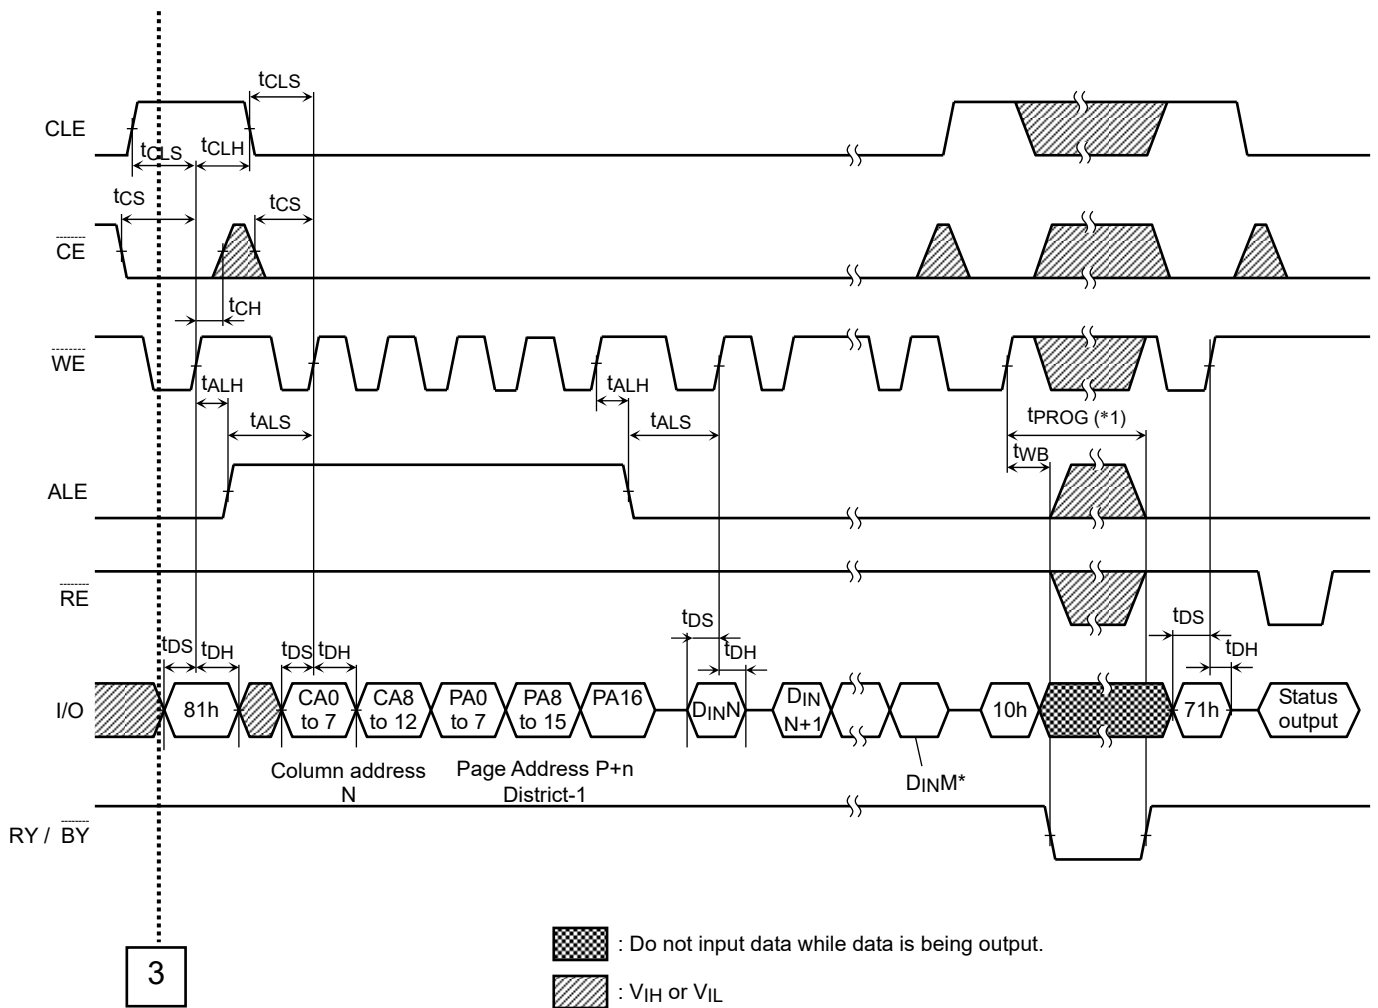 tCLS
CLE
tCLS tCLH
tCS tCS
CE
tCH
WE
tALH tALH
tALS tALS tPROG (*1)
tWB
ALE
RE
tDS tDH tDS tDH tDS tDH tDS tDH
I/O
81h
CA0 to 7
CA8 to 12
PA0 to 7
PA8 to 15
PA16
DINN
DIN N+1
10h
71h
Status output
Column address N
Page Address P+n District-1
DINM*
RY / BY
3
: Do not input data while data is being output.
: VIH or VIL